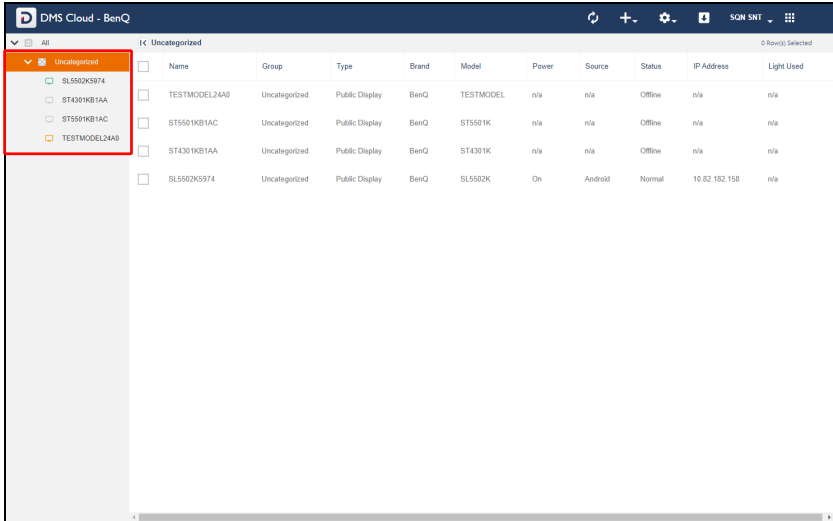 DMS Cloud - BenQ
SQN SNT
All
Uncategorized
0 Row(s) Selected
Uncategorized
SL5502K5974
ST4301KB1AA
ST5501KB1AC
TESTMODEL24A0
Name Group Type Brand Model Power Source Status IP Address Light Used
TESTMODEL24A0 Uncategorized Public Display BenQ TESTMODEL n/a n/a Offline n/a n/a
ST5501KB1AC Uncategorized Public Display BenQ ST5501K n/a n/a Offline n/a n/a
ST4301KB1AA Uncategorized Public Display BenQ ST4301K n/a n/a Offline n/a n/a
SL5502K5974 Uncategorized Public Display BenQ SL5502K On Android Normal 10.82.182.158 n/a